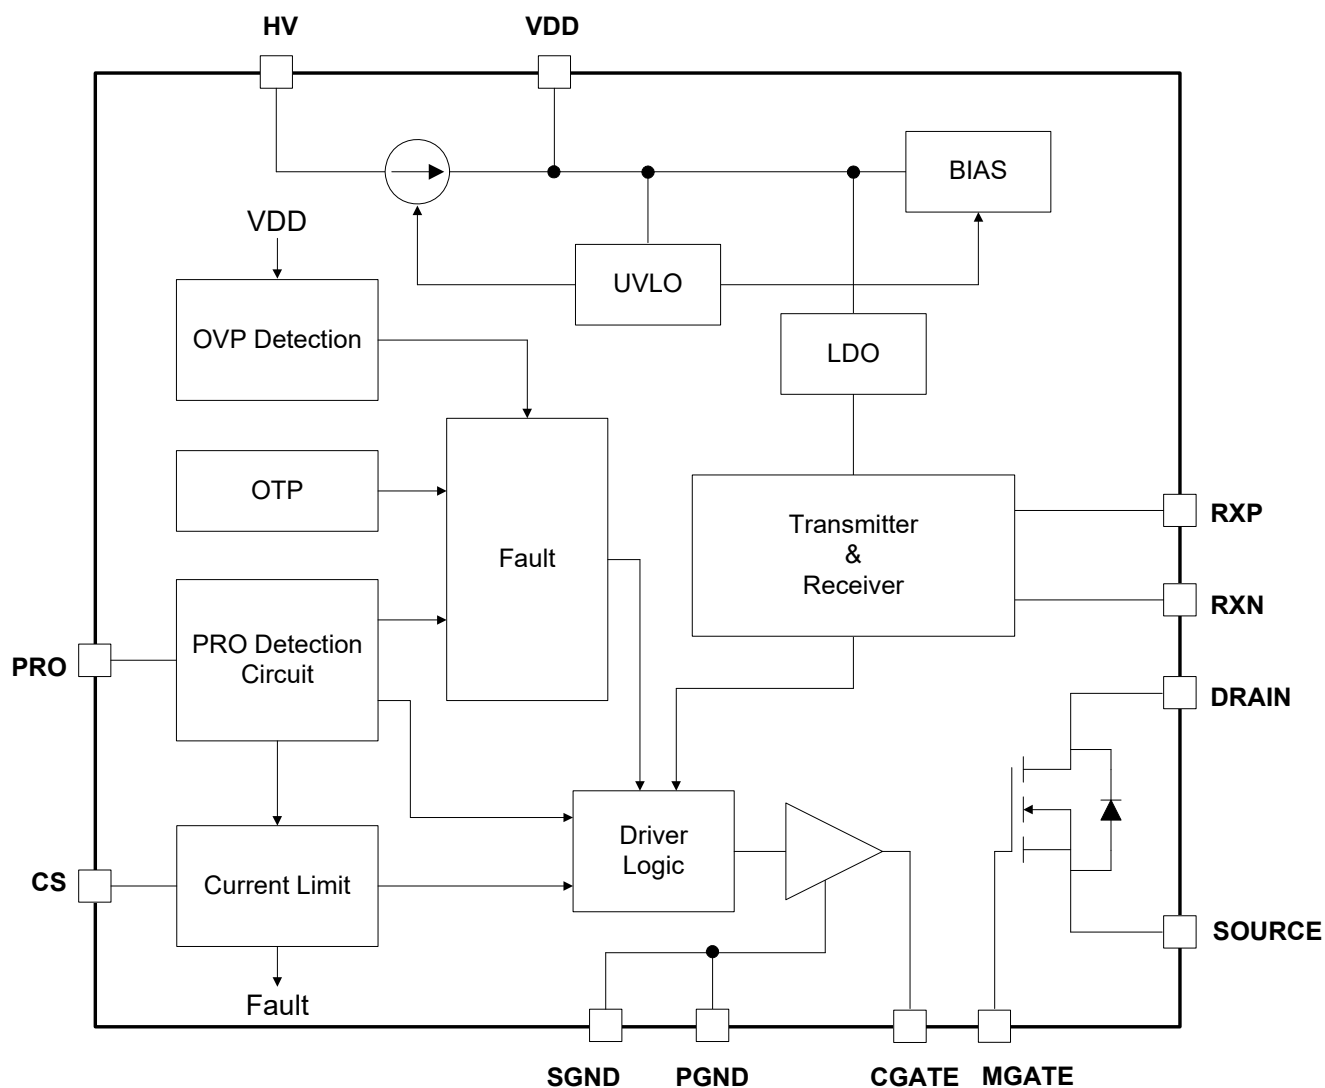 HV
VDD
BIAS
VDD
UVLO
OVP Detection
LDO
OTP
Transmitter
&
Receiver
RXP
Fault
RXN
PRO
PRO Detection
Circuit
DRAIN
Driver
Logic
CS
Current Limit
SOURCE
Fault
SGND
PGND
CGATE
MGATE